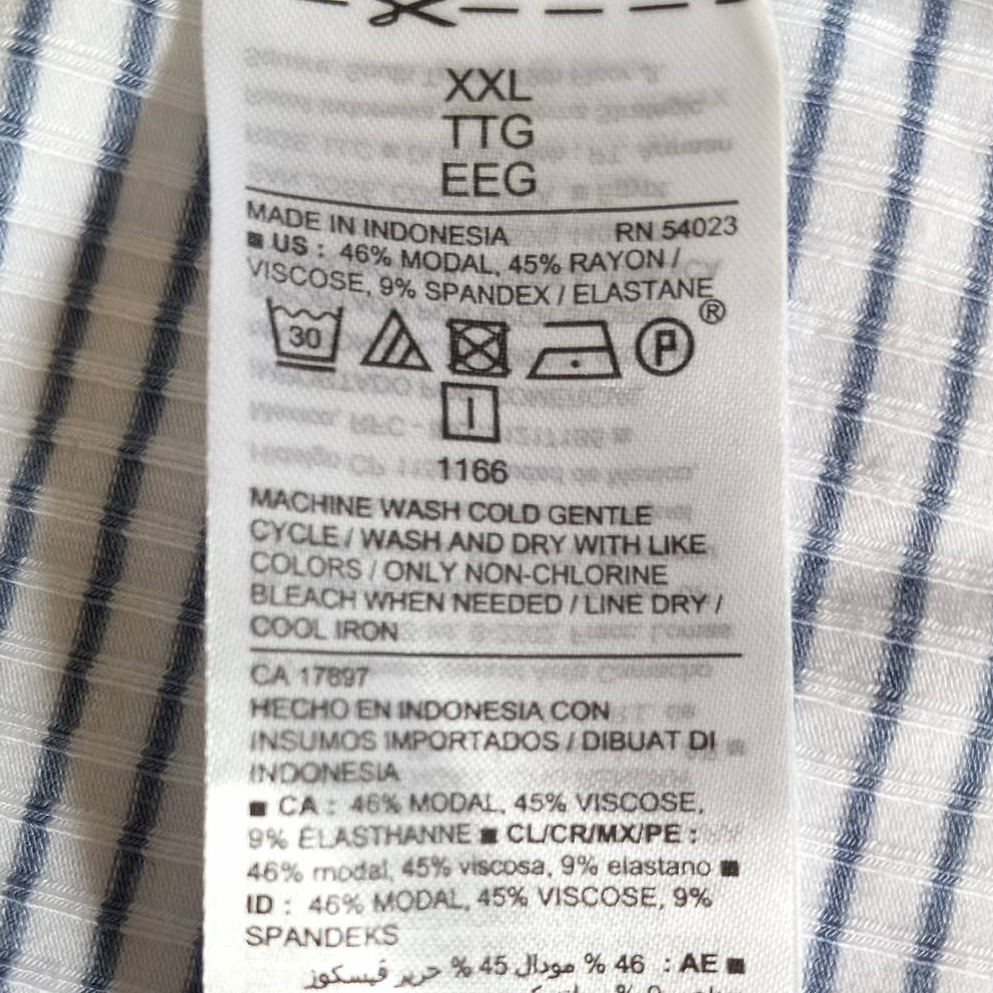 XXL
TTG
EEG
MADE IN INDONESIA RN 54023
■ US : 46% MODAL, 45% RAYON /
VISCOSE, 9% SPANDEX / ELASTANE
30
P
®
1166
MACHINE WASH COLD GENTLE
CYCLE / WASH AND DRY WITH LIKE
COLORS / ONLY NON-CHLORINE
BLEACH WHEN NEEDED / LINE DRY /
COOL IRON
CA 17897
HECHO EN INDONESIA CON
INSUMOS IMPORTADOS / DIBUAT DI
INDONESIA
■ CA : 46% MODAL, 45% VISCOSE,
9% ÉLASTHANNE ■ CL/CR/MX/PE :
46% modal, 45% viscosa, 9% elastano ■
ID : 46% MODAL, 45% VISCOSE, 9%
SPANDEKS
■ AE : 46 % مودال 45 % حرير فيسكوز